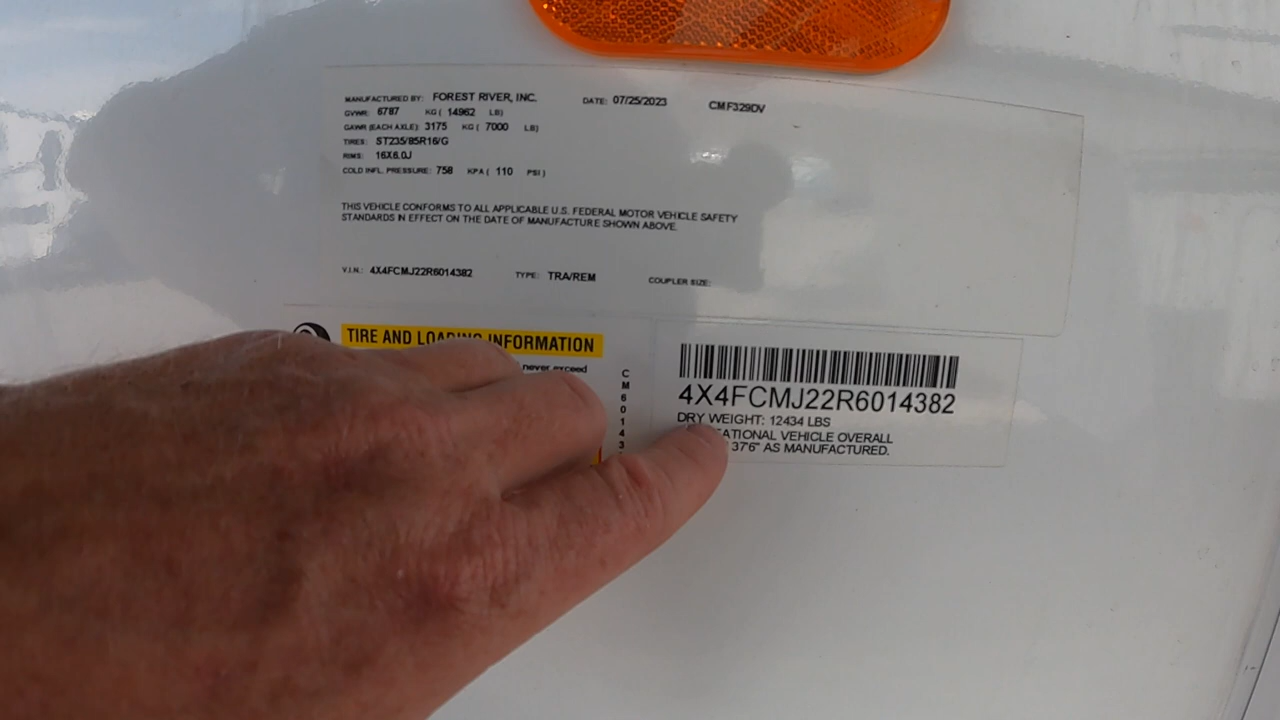 MANUFACTURED BY: FOREST RIVER, INC. DATE: 07/25/2023 CMF329DV
GVWR: 6787 KG ( 14962 LB)
GAWR (EACH AXLE): 3175 KG ( 7000 LB)
TIRES: ST235/85R16/G
RIMS: 16X6.0J
COLD INFL. PRESSURE: 758 KPA ( 110 PSI )
THIS VEHICLE CONFORMS TO ALL APPLICABLE U.S. FEDERAL MOTOR VEHICLE SAFETY
STANDARDS IN EFFECT ON THE DATE OF MANUFACTURE SHOWN ABOVE.
V.I.N.: 4X4FCMJ22R6014382 TYPE: TRA/REM COUPLER SIZE:
TIRE AND LOADING INFORMATION
never exceed
CM60143
4X4FCMJ22R6014382
DRY WEIGHT: 12434 LBS
VEHICLE OVERALL
37'6" AS MANUFACTURED.